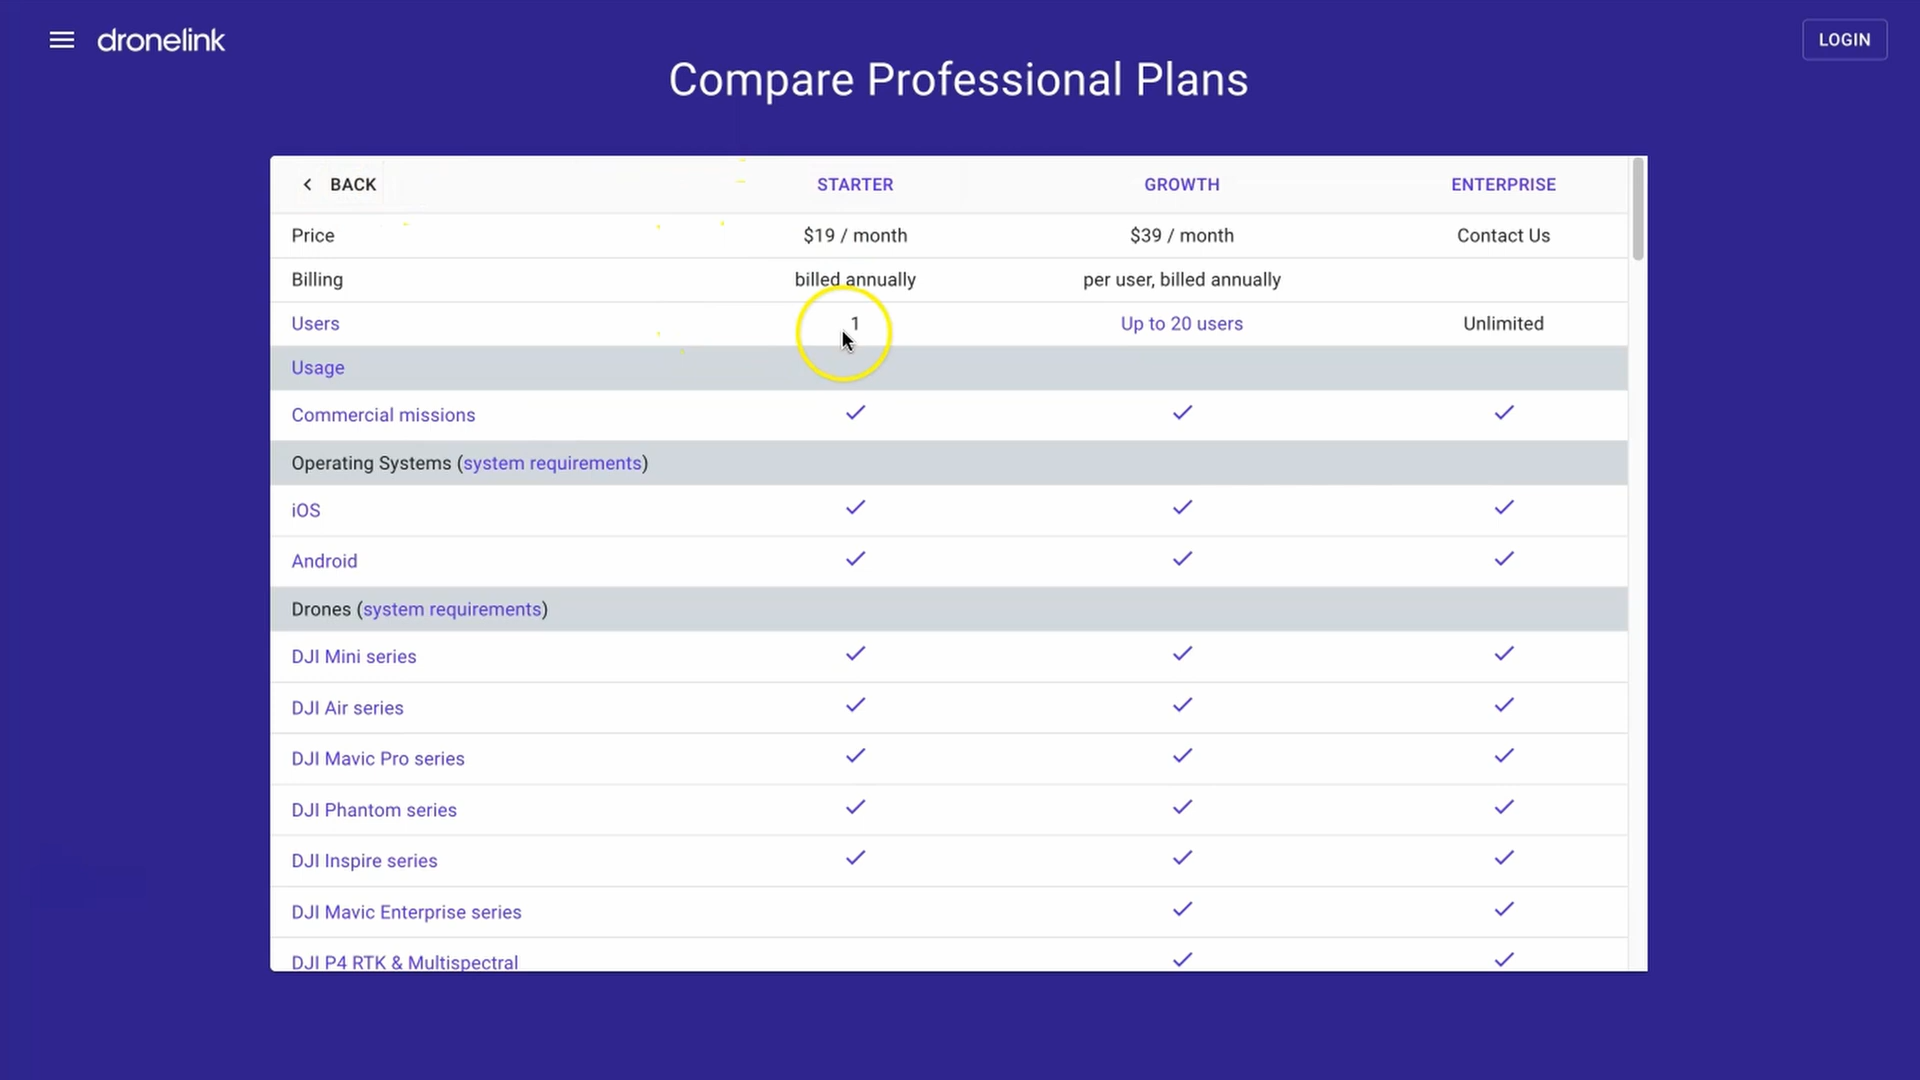 dronelink
LOGIN
Compare Professional Plans
BACK STARTER GROWTH ENTERPRISE
Price $19 / month $39 / month Contact Us
Billing billed annually per user, billed annually
Users 1 Up to 20 users Unlimited
Usage
Commercial missions
Operating Systems (system requirements)
iOS
Android
Drones (system requirements)
DJI Mini series
DJI Air series
DJI Mavic Pro series
DJI Phantom series
DJI Inspire series
DJI Mavic Enterprise series
DJI P4 RTK & Multispectral